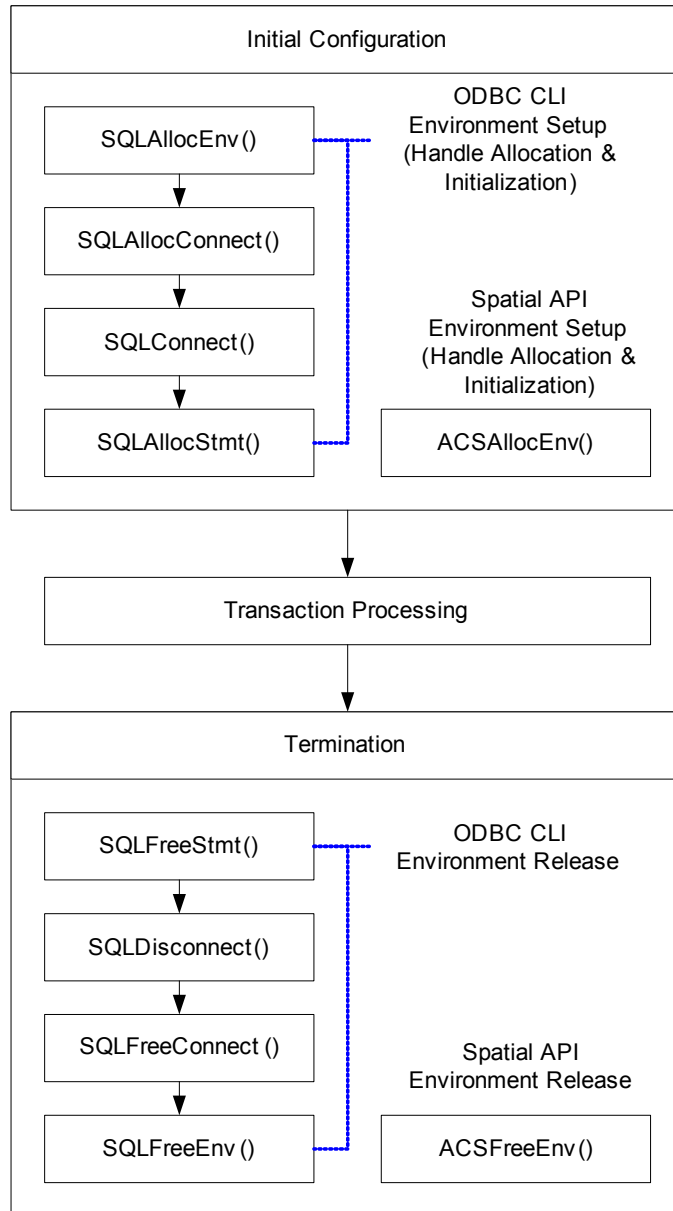 Initial Configuration
SQLAllocEnv()
SQLAllocConnect()
SQLConnect()
SQLAllocStmt()
ODBC CLI
Environment Setup
(Handle Allocation &
Initialization)
Spatial API
Environment Setup
(Handle Allocation &
Initialization)
ACSAllocEnv()
Transaction Processing
Termination
SQLFreeStmt()
SQLDisconnect()
SQLFreeConnect ()
SQLFreeEnv()
ODBC CLI
Environment Release
Spatial API
Environment Release
ACSFreeEnv()